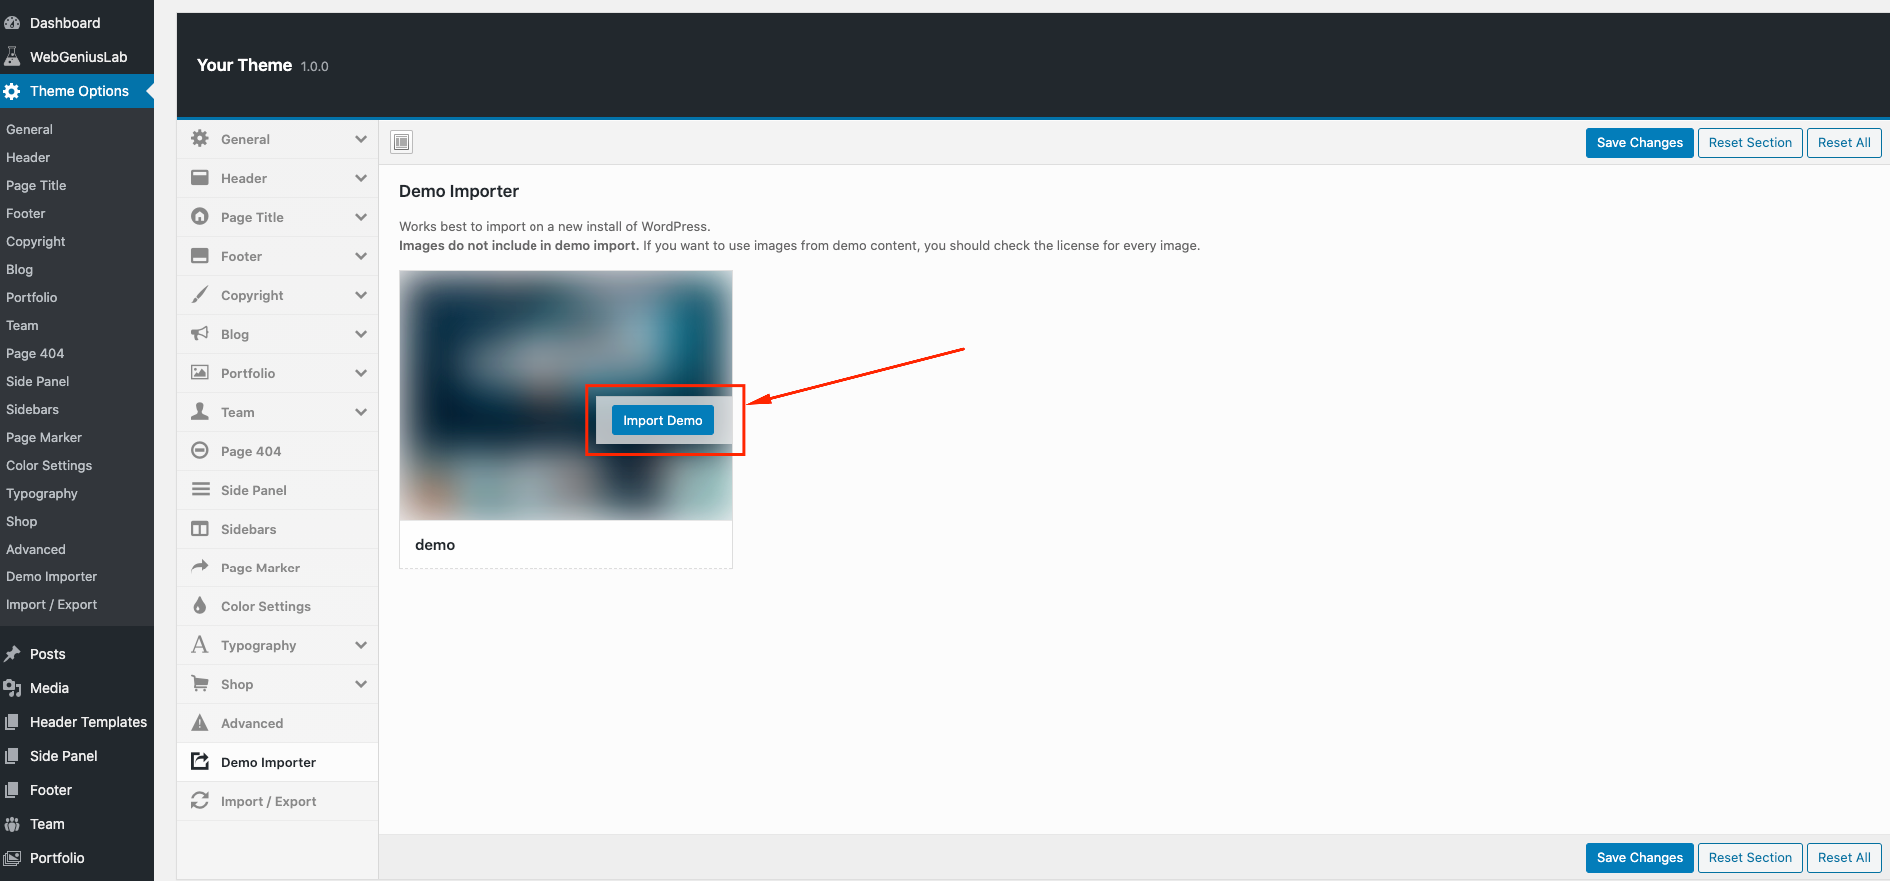 Dashboard
WebGeniusLab
Theme Options
General
Header
Page Title
Footer
Copyright
Blog
Portfolio
Team
Page 404
Side Panel
Sidebars
Page Marker
Color Settings
Typography
Shop
Advanced
Demo Importer
Import / Export
Posts
Media
Header Templates
Side Panel
Footer
Team
Portfolio
Your Theme 1.0.0
General
Header
Page Title
Footer
Copyright
Blog
Portfolio
Team
Page 404
Side Panel
Sidebars
Page Marker
Color Settings
Typography
Shop
Advanced
Demo Importer
Import / Export
Save Changes Reset Section Reset All
Demo Importer
Works best to import on a new install of WordPress.
Images do not include in demo import. If you want to use images from demo content, you should check the license for every image.
Import Demo
demo
Save Changes Reset Section Reset All